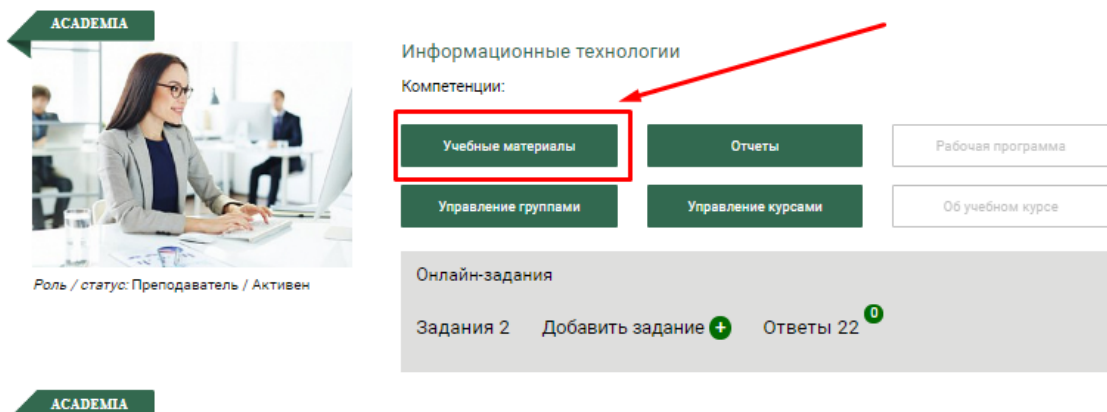 ACADEMIA
Информационные технологии
Компетенции:
Учебные материалы
Отчеты
Рабочая программа
Управление группами
Управление курсами
Об учебном курсе
Роль / статус: Преподаватель / Активен
Онлайн-задания
Задания 2 Добавить задание + Ответы 22 0
ACADEMIA